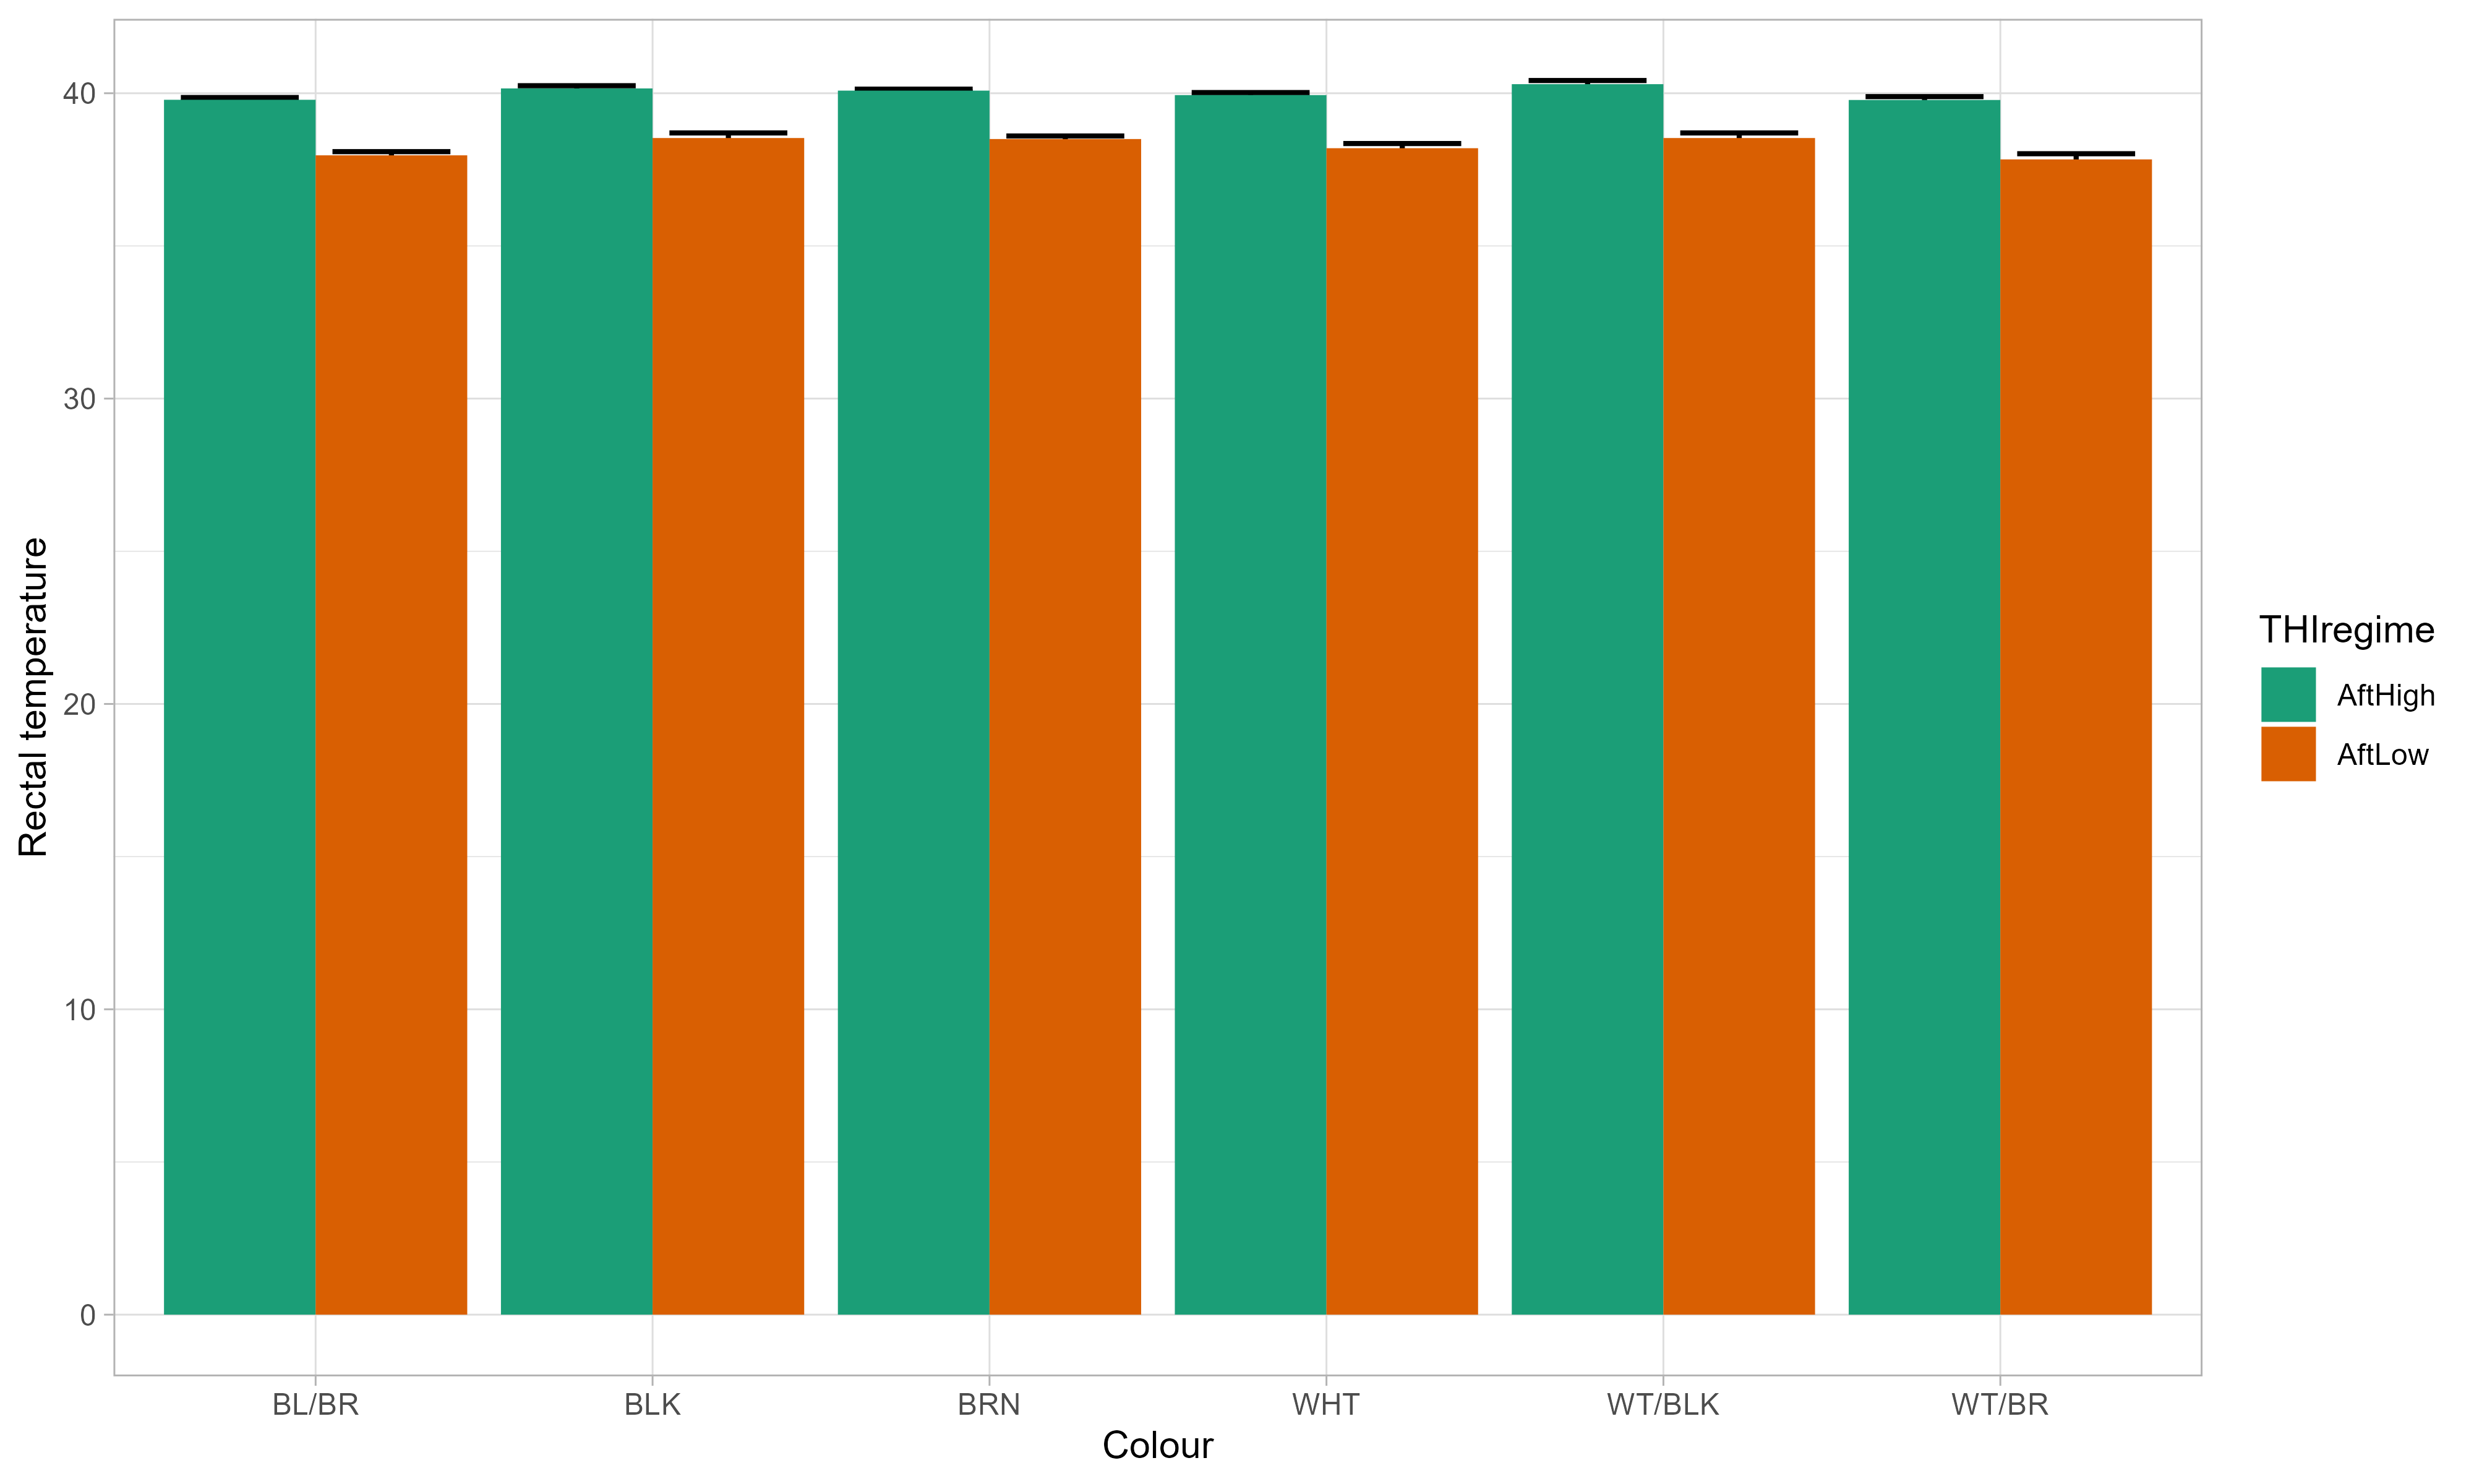 Rectal temperature
40
30
20
10
0
BL/BR BLK BRN WHT WT/BLK WT/BR
Colour
THIregime
AftHigh
AftLow